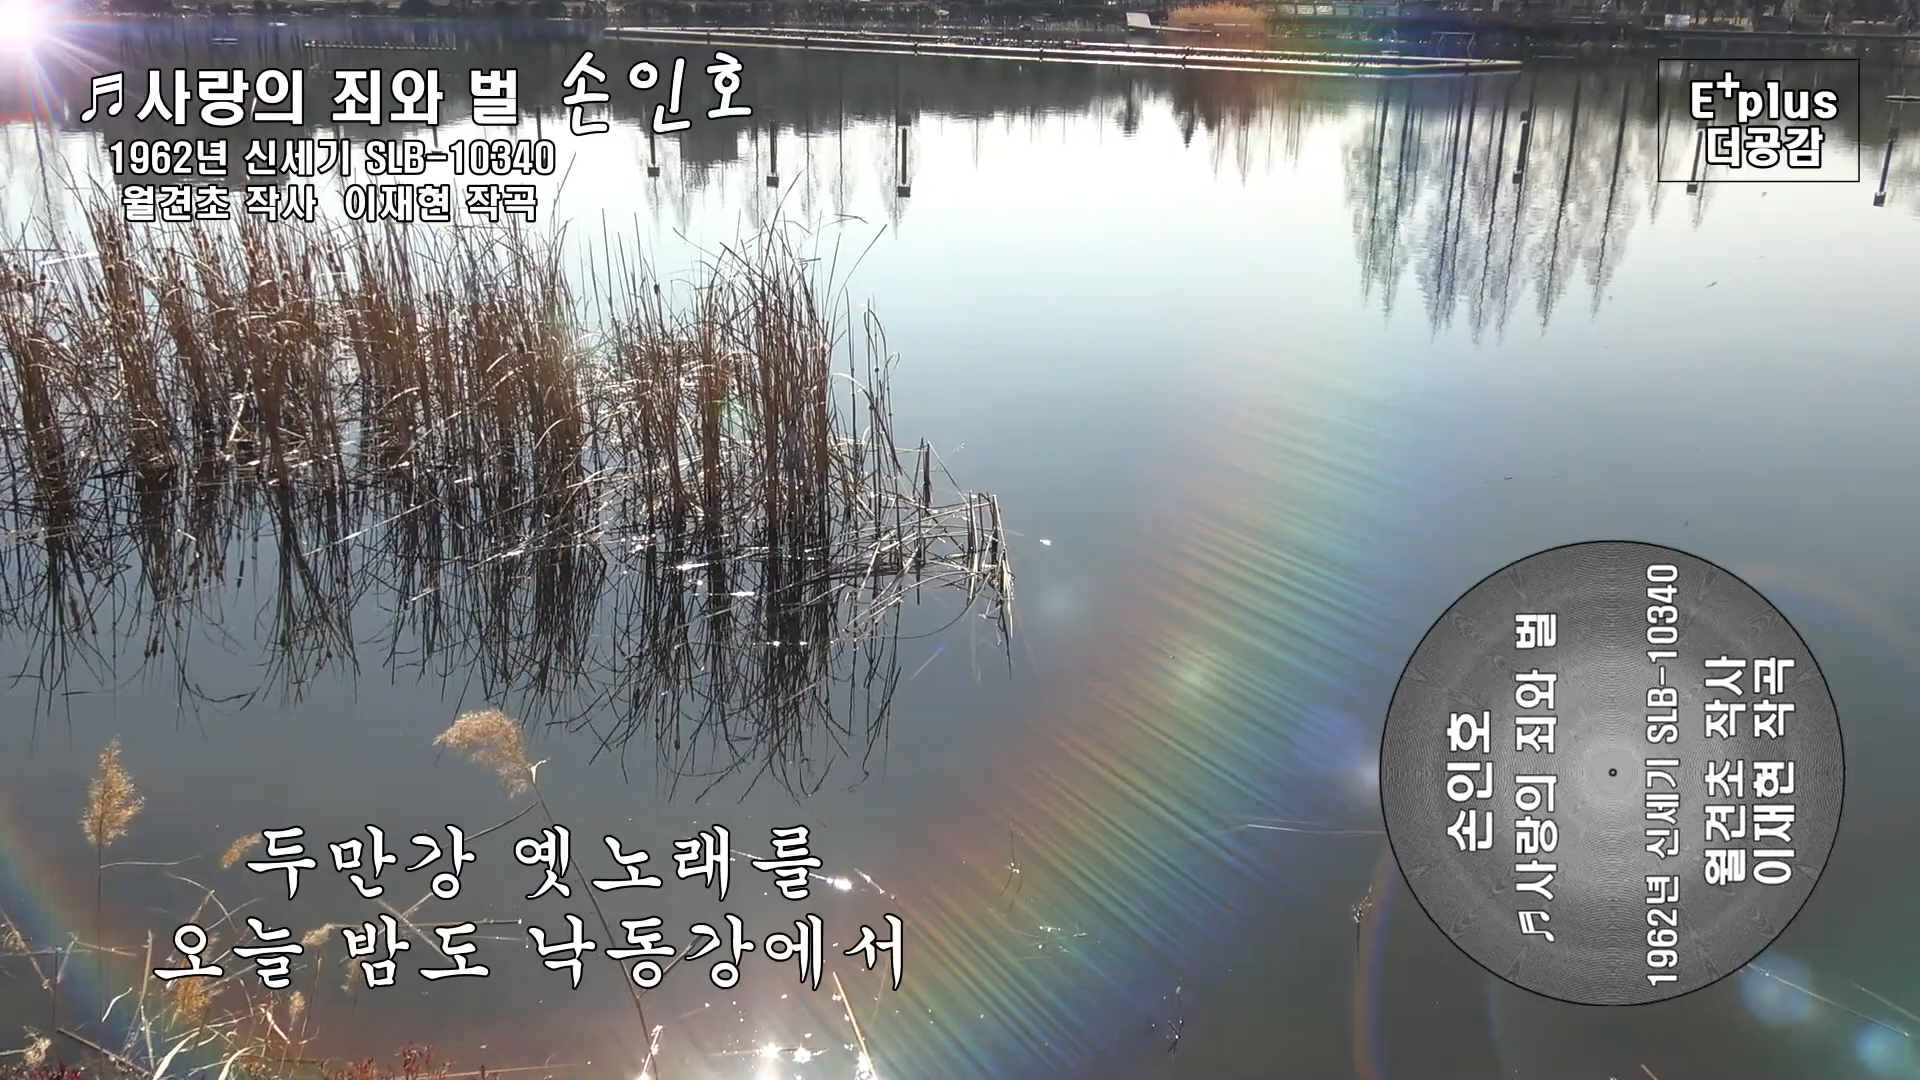 ♬사랑의 죄와 벌 손인호
1962년 신세기 SLB-10340
월견초 작사 이재현 작곡
E+plus
더공감
손인호
♬사랑의 죄와 벌
1962년 신세기 SLB-10340
월견초 작사
이재현 작곡
두만강 옛노래를
오늘 밤도 낙동강에서